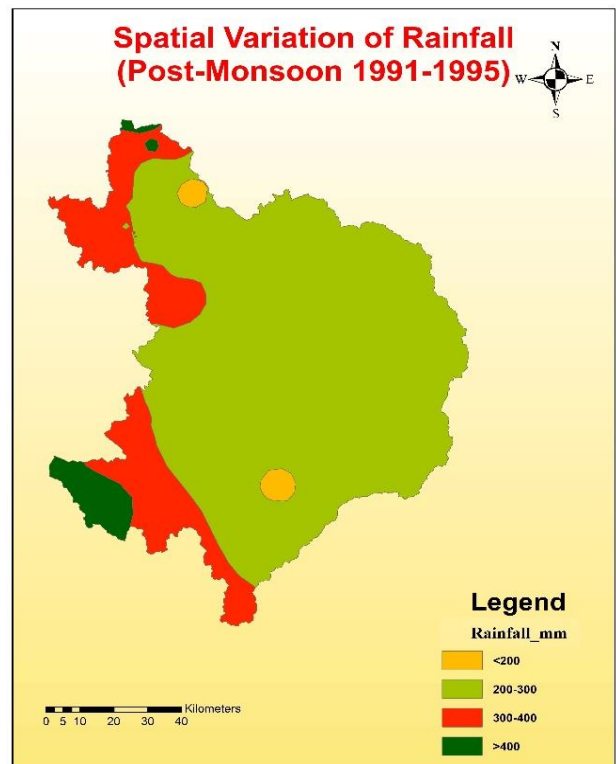 Spatial Variation of Rainfall
(Post-Monsoon 1991-1995)
N
W E
S
Legend
Rainfall_mm
<200
200-300
300-400
>400
Kilometers
0 5 10 20 30 40